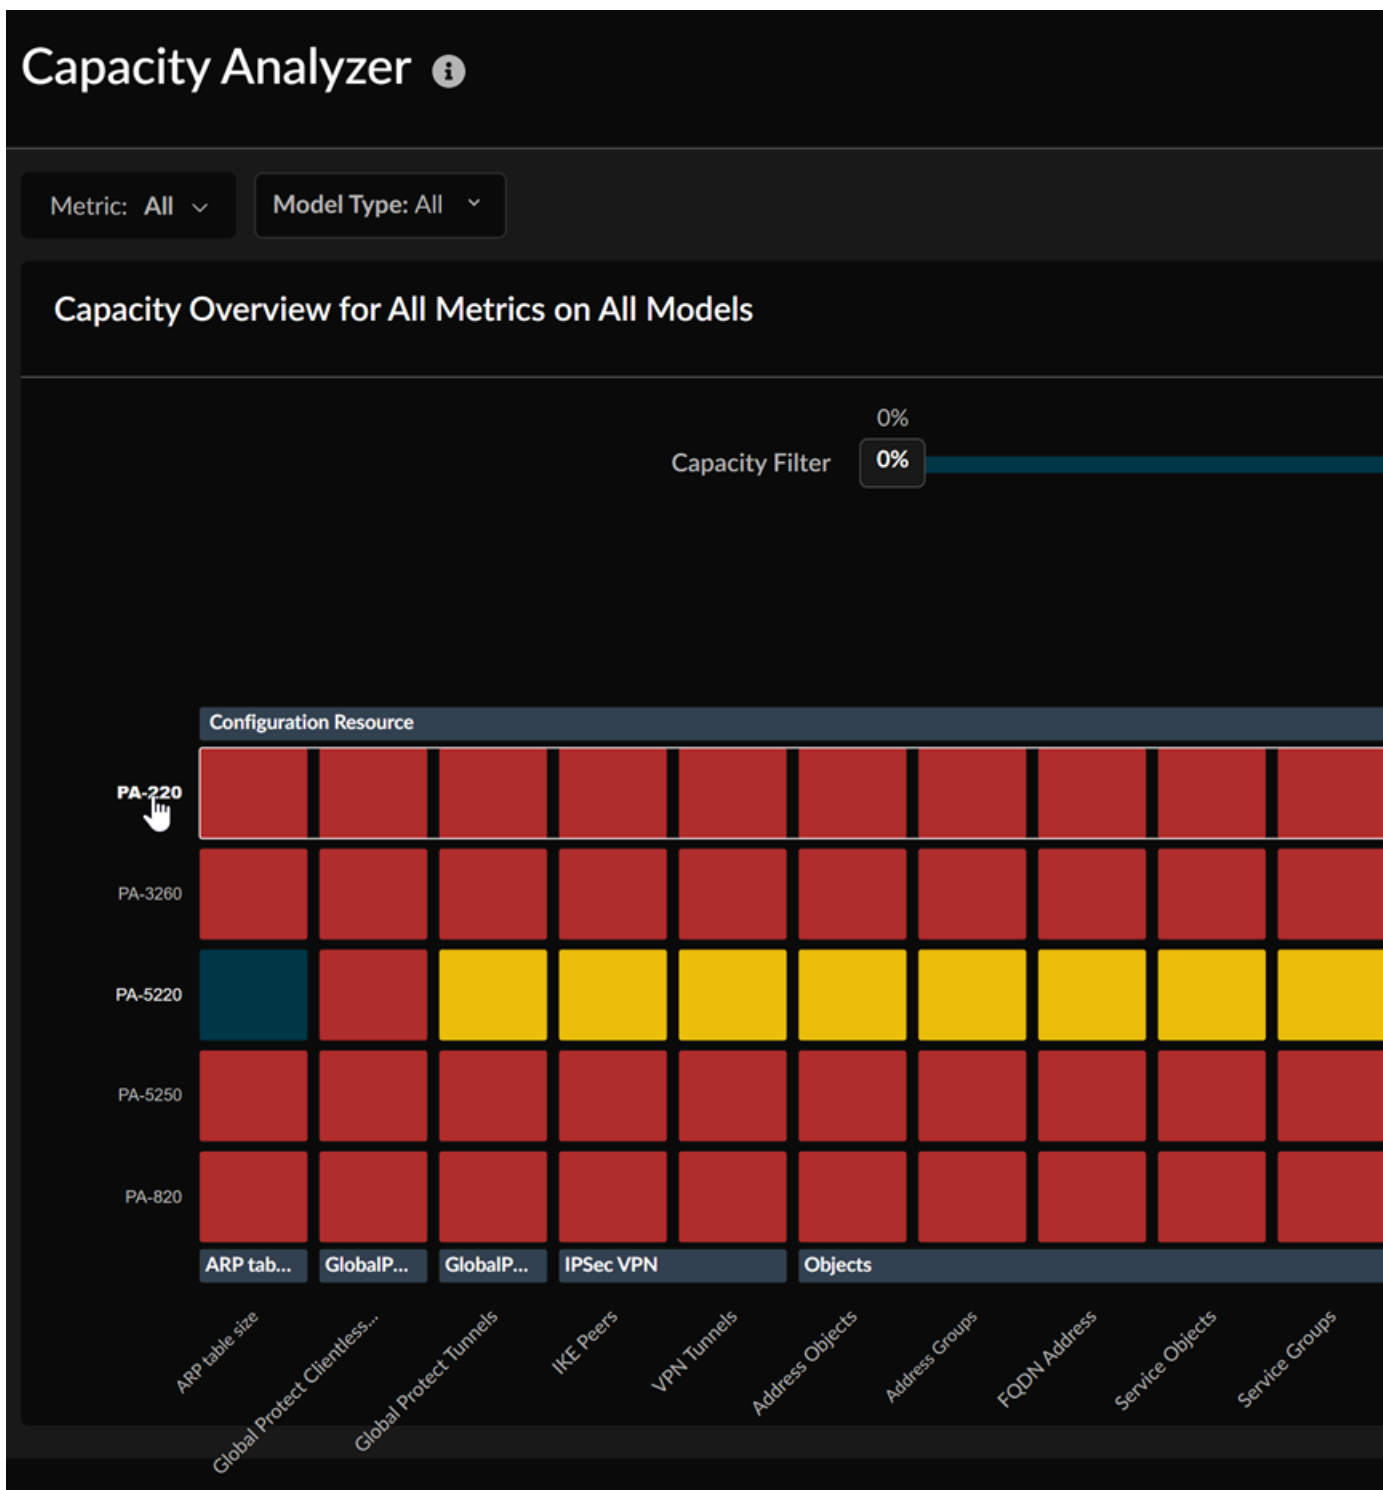 Capacity Analyzer
Metric: All
Model Type: All
Capacity Overview for All Metrics on All Models
0%
Capacity Filter 0%
Configuration Resource
PA-220
PA-3260
PA-5220
PA-5250
PA-820
ARP tab... GlobalP... GlobalP... IPSec VPN Objects
ARP table size
Global Protect Clientless...
Global Protect Tunnels
IKE Peers
VPN Tunnels
Address Objects
Address Groups
FQDN Address
Service Objects
Service Groups